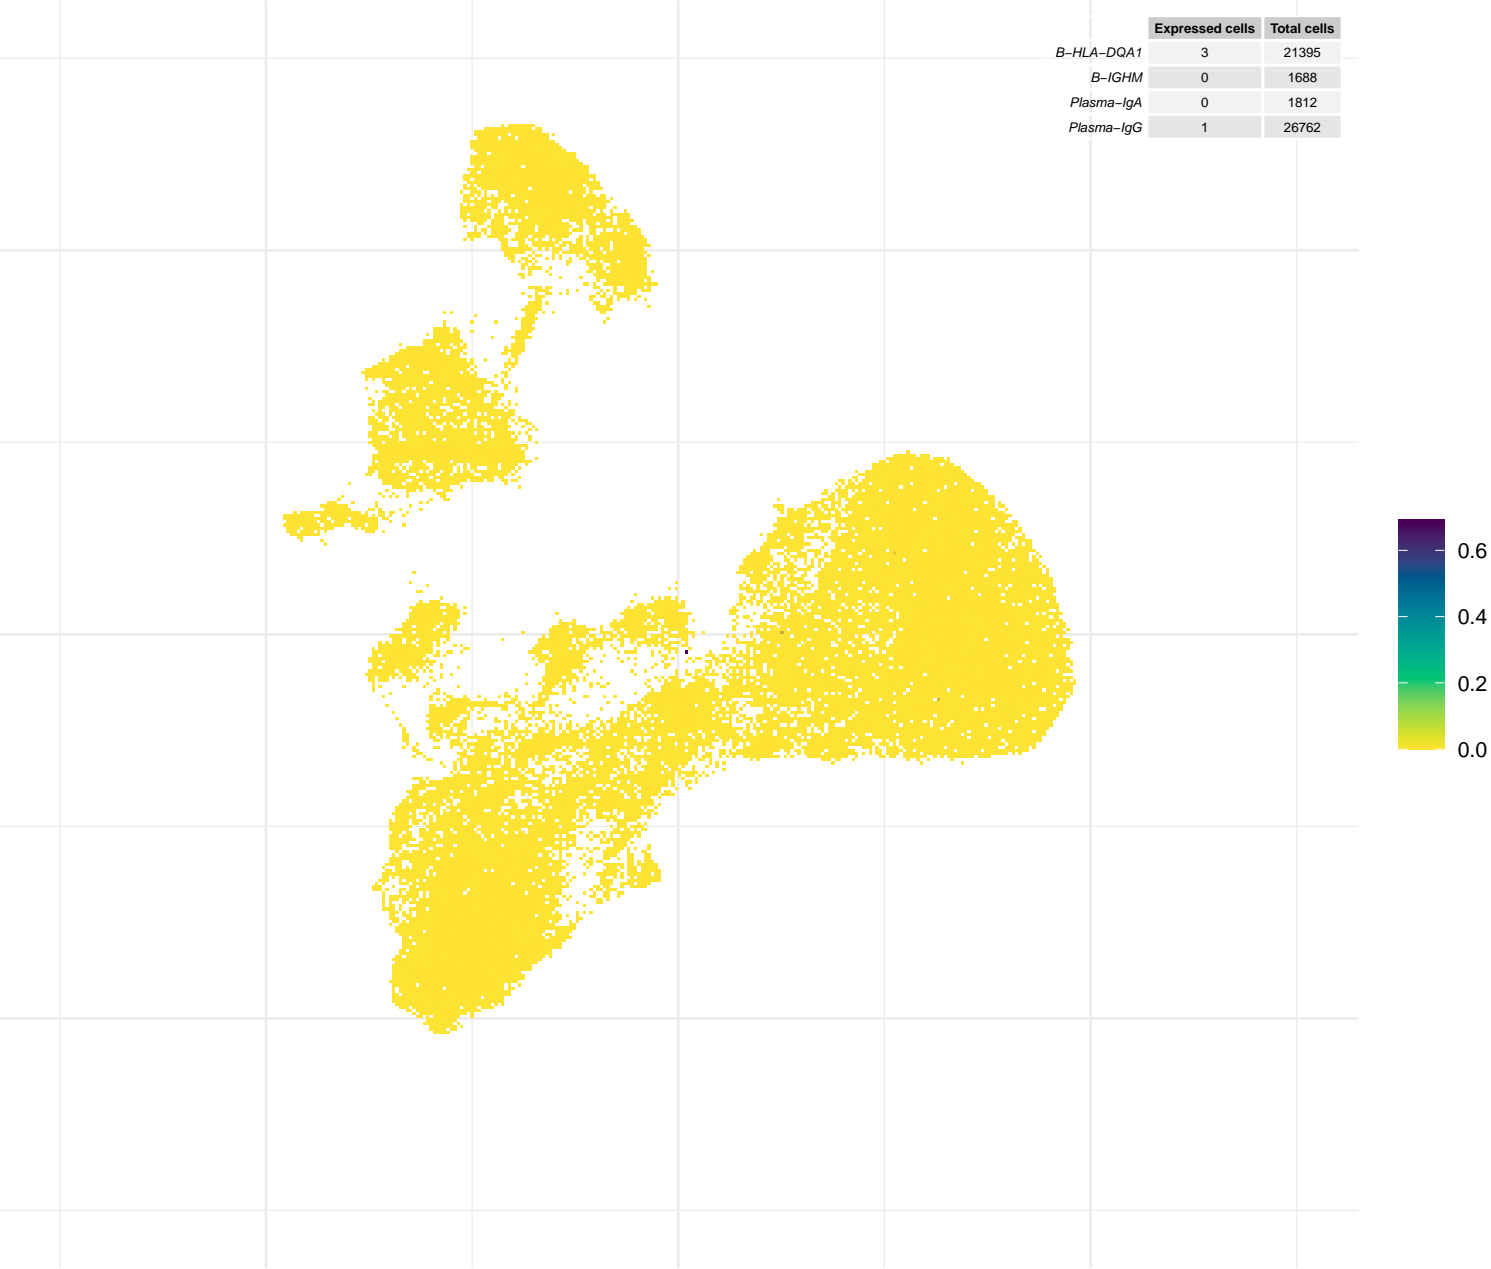 Expressed cells Total cells
B−HLA−DQA1 3 21395
B−IGHM 0 1688
Plasma−IgA 0 1812
Plasma−IgG 1 26762
0.6
0.4
0.2
0.0